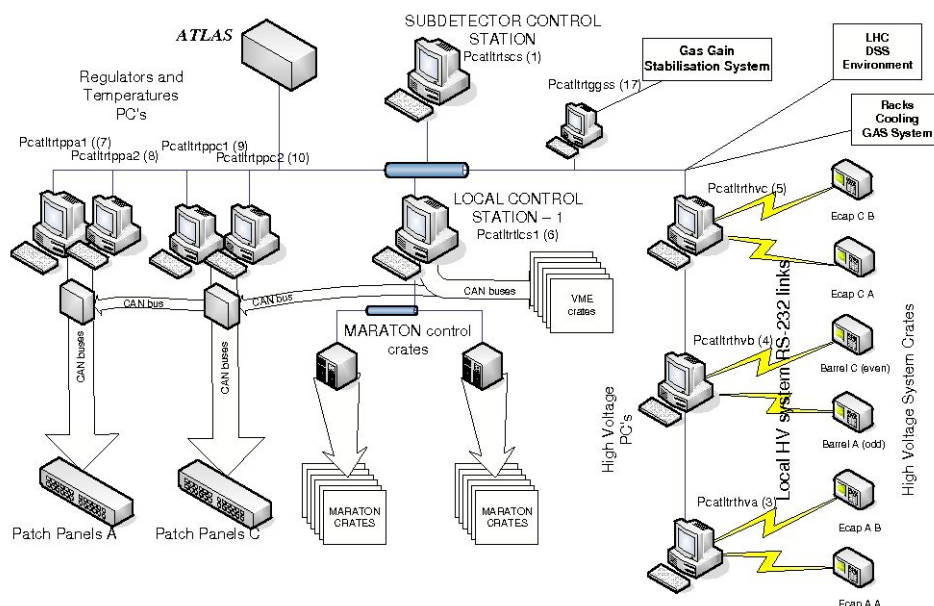 ATLAS
SUBDETECTOR CONTROL
STATION
Pcatltrtscs (1)
Gas Gain
Stabilisation System
LHC
DSS
Environment
Regulators and
Temperatures
PC's
Pcatltrtggss (17)
Racks
Cooling
GAS System
Pcatltrtppa1 ((7)
Pcatltrtppa2 (8)
Pcatltrtppc1 (9)
Pcatltrtppc2 (10)
LOCAL CONTROL
STATION – 1
Pcatltrtlcs1 (6)
Pcatltrthvc (5)
Ecap C B
CAN bus
CAN bus
CAN buses
VME
crates
Ecap C A
MARATON control
crates
CAN buses
CAN buses
Pcatltrthvb (4)
Barrel C (even)
High Voltage
PC's
Local HV system RS-232 links
High Voltage System Crates
Barrel A (odd)
Pcatltrthva (3)
MARATON
CRATES
MARATON
CRATES
Patch Panels A
Patch Panels C
Ecap A B
Ecap A A